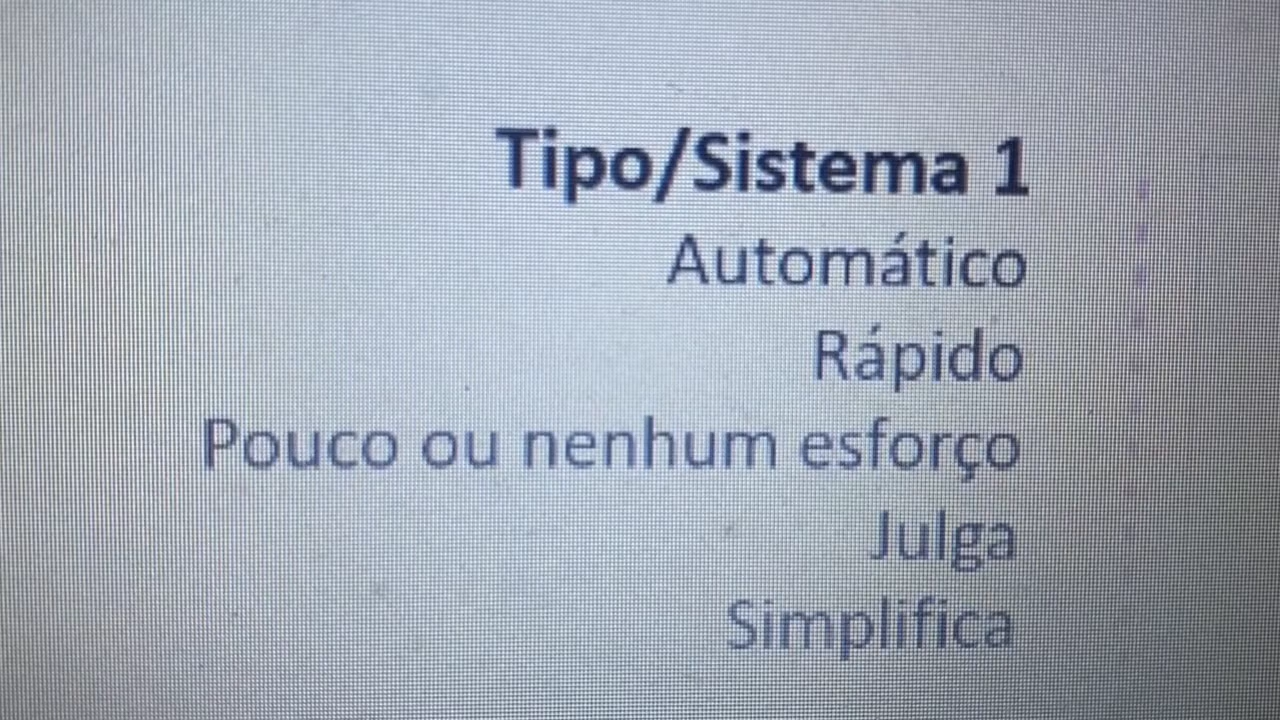 Tipo/Sistema 1
Automático
Rápido
Pouco ou nenhum esforço
Julga
Simplifica